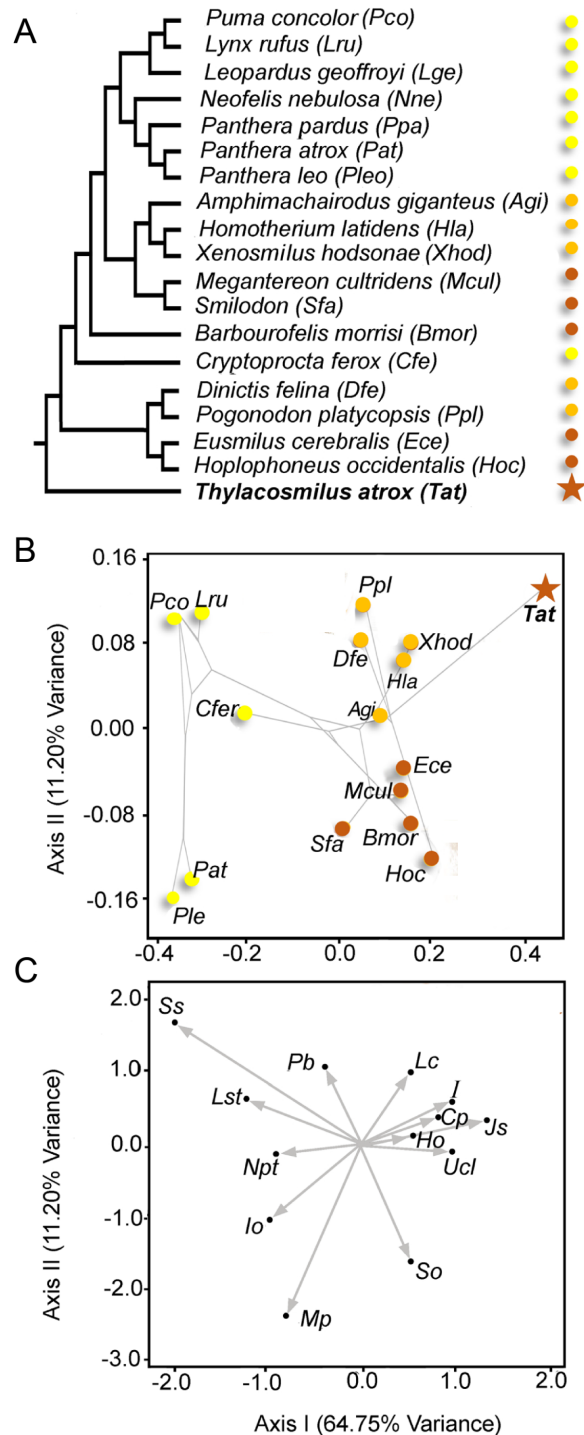 A
Puma concolor (Pco)
Lynx rufus (Lru)
Leopardus geoffroyi (Lge)
Neofelis nebulosa (Nne)
Panthera pardus (Ppa)
Panthera atrox (Pat)
Panthera leo (Pleo)
Amphimachairodus giganteus (Agi)
Homotherium latidens (Hla)
Xenosmilus hodsonae (Xhod)
Megantereon cultridens (Mcul)
Smilodon (Sfa)
Barbourofelis morrisi (Bmor)
Cryptoprocta ferox (Cfe)
Dinictis felina (Dfe)
Pogonodon platycopsis (Ppl)
Eusmilus cerebralis (Ece)
Hoplophoneus occidentalis (Hoc)
Thylacosmilus atrox (Tat)
B
Axis II (11.20% Variance)
0.16
0.08
0.00
-0.08
-0.16
Pco
Lru
Ppl
Tat
Dfe
Xhod
Hla
Cfer
Agi
Ece
Mcul
Sfa
Bmor
Hoc
Pat
Ple
-0.4
-0.2
0.0
0.2
0.4
C
Axis II (11.20% Variance)
2.0
1.0
0.0
-1.0
-2.0
-3.0
Ss
Pb
Lc
I
Lst
Cp
Js
Ho
Npt
Ucl
Io
So
Mp
-2.0
-1.0
0.0
1.0
2.0
Axis I (64.75% Variance)